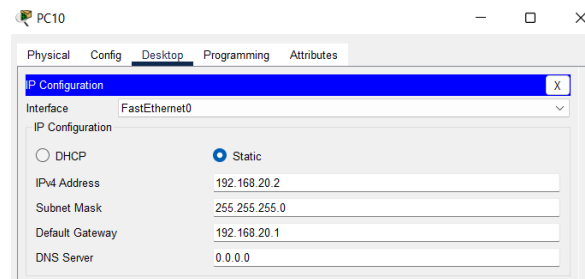 PC10
Physical Config Desktop Programming Attributes
IP Configuration X
Interface FastEthernet0
IP Configuration
DHCP Static
IPv4 Address 192.168.20.2
Subnet Mask 255.255.255.0
Default Gateway 192.168.20.1
DNS Server 0.0.0.0